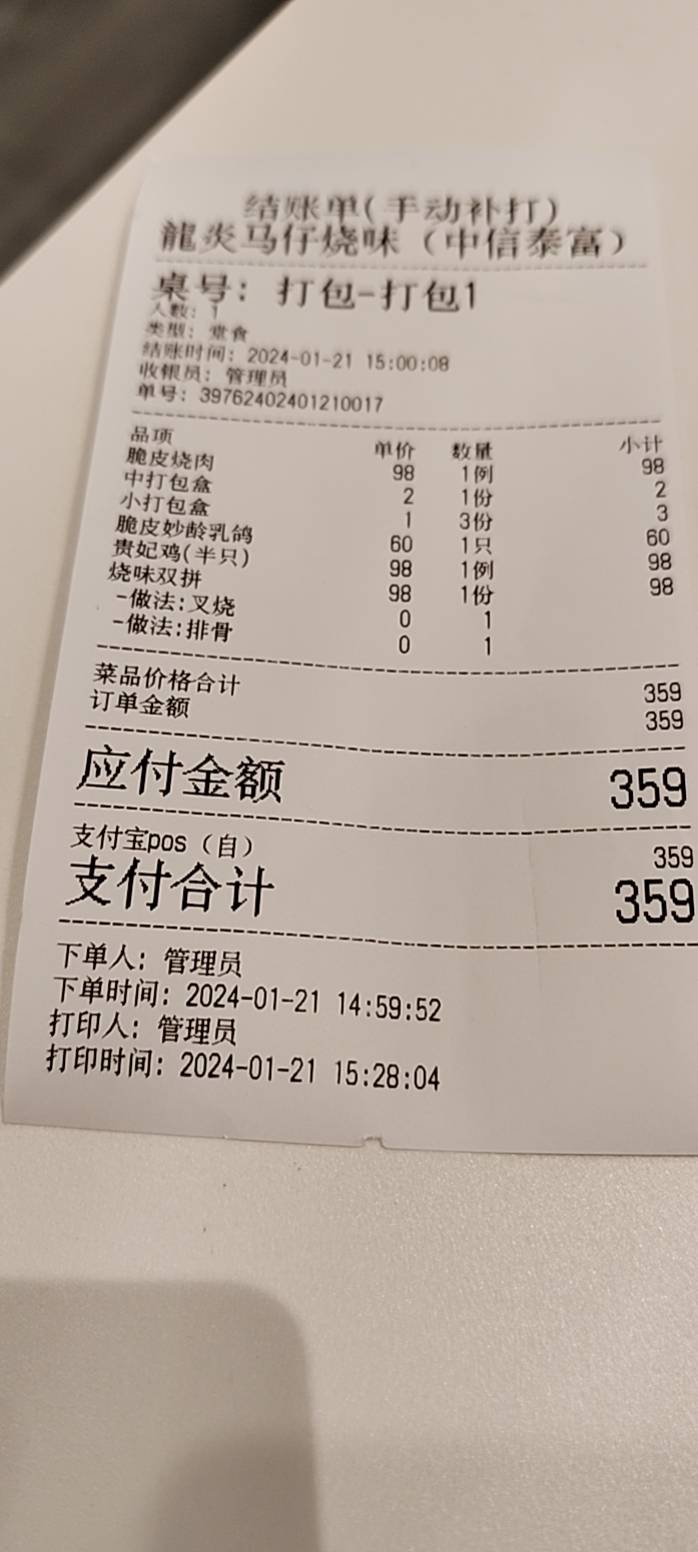 结账单(手动补打)
龍炎马仔烧味（中信泰富）
桌号: 打包-打包1
人数: 1
类型: 堂食
结账时间: 2024-01-21 15:00:08
收银员: 管理员
单号: 39762402401210017
品项 单价 数量 小计
脆皮烧肉 98 1例 98
中打包盒 2 1份 2
小打包盒 1 3份 3
脆皮妙龄乳鸽 60 1只 60
贵妃鸡(半只) 98 1例 98
烧味双拼 98 1份 98
-做法:叉烧 0 1
-做法:排骨 0 1
菜品价格合计 359
订单金额 359
应付金额 359
支付宝pos（自） 359
支付合计 359
下单人: 管理员
下单时间: 2024-01-21 14:59:52
打印人: 管理员
打印时间: 2024-01-21 15:28:04